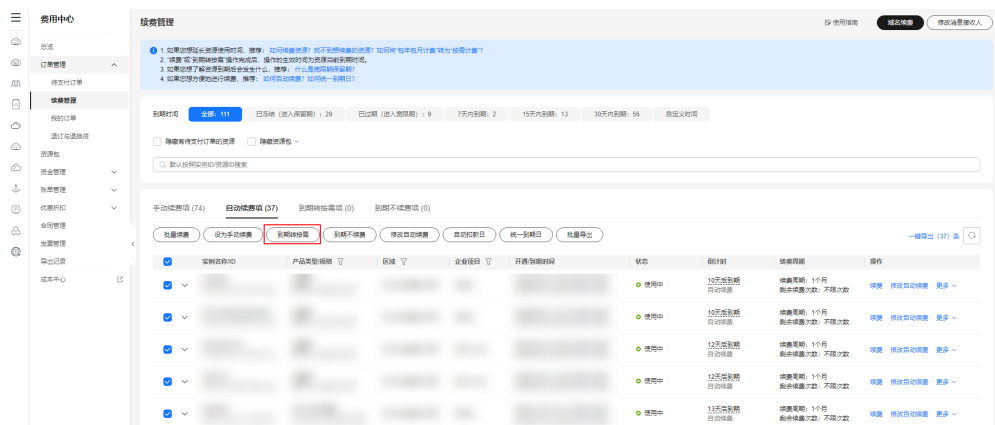 费用中心
总览
订单管理
待支付订单
续费管理
我的订单
退订与退换货
资源包
资金管理
账单管理
优惠折扣
合同管理
发票管理
导出记录
成本中心
续费管理
使用指南 域名续费 修改消息接收人
1. 如果您想延长资源使用时间，推荐： 如何续费资源？ 找不到想续费的资源？ 如何将"包年包月计费"转为"按需计费"？
2. "续费"或"到期转按需"操作完成后，操作的生效时间为资源当前到期时间。
3. 如果您想了解资源到期后会发生什么，推荐： 什么是宽限期保留期？
4. 如果您想方便地进行续费，推荐： 如何自动续费？ 如何统一到期日？
到期时间 全部: 111 已冻结 (进入保留期) : 29 已过期 (进入宽限期) : 9 7天内到期: 2 15天内到期: 13 30天内到期: 56 自定义时间
隐藏有待支付订单的资源 隐藏资源包
默认按照实例ID/资源ID搜索
手动续费项 (74) 自动续费项 (37) 到期转按需项 (0) 到期不续费项 (0)
批量续费 设为手动续费 到期转按需 到期不续费 修改自动续费 自动扣款日 统一到期日 批量导出 一键导出 (37) 条
实例名称/ID 产品类型/规格 区域 企业项目 开通/到期时间 状态 倒计时 续费周期 操作
使用中 10天后到期 自动续费 续费周期: 1个月 剩余续费次数: 不限次数 续费 修改自动续费 更多
使用中 10天后到期 自动续费 续费周期: 1个月 剩余续费次数: 不限次数 续费 修改自动续费 更多
使用中 12天后到期 自动续费 续费周期: 1个月 剩余续费次数: 不限次数 续费 修改自动续费 更多
使用中 12天后到期 自动续费 续费周期: 1个月 剩余续费次数: 不限次数 续费 修改自动续费 更多
使用中 13天后到期 自动续费 续费周期: 1个月 剩余续费次数: 不限次数 续费 修改自动续费 更多